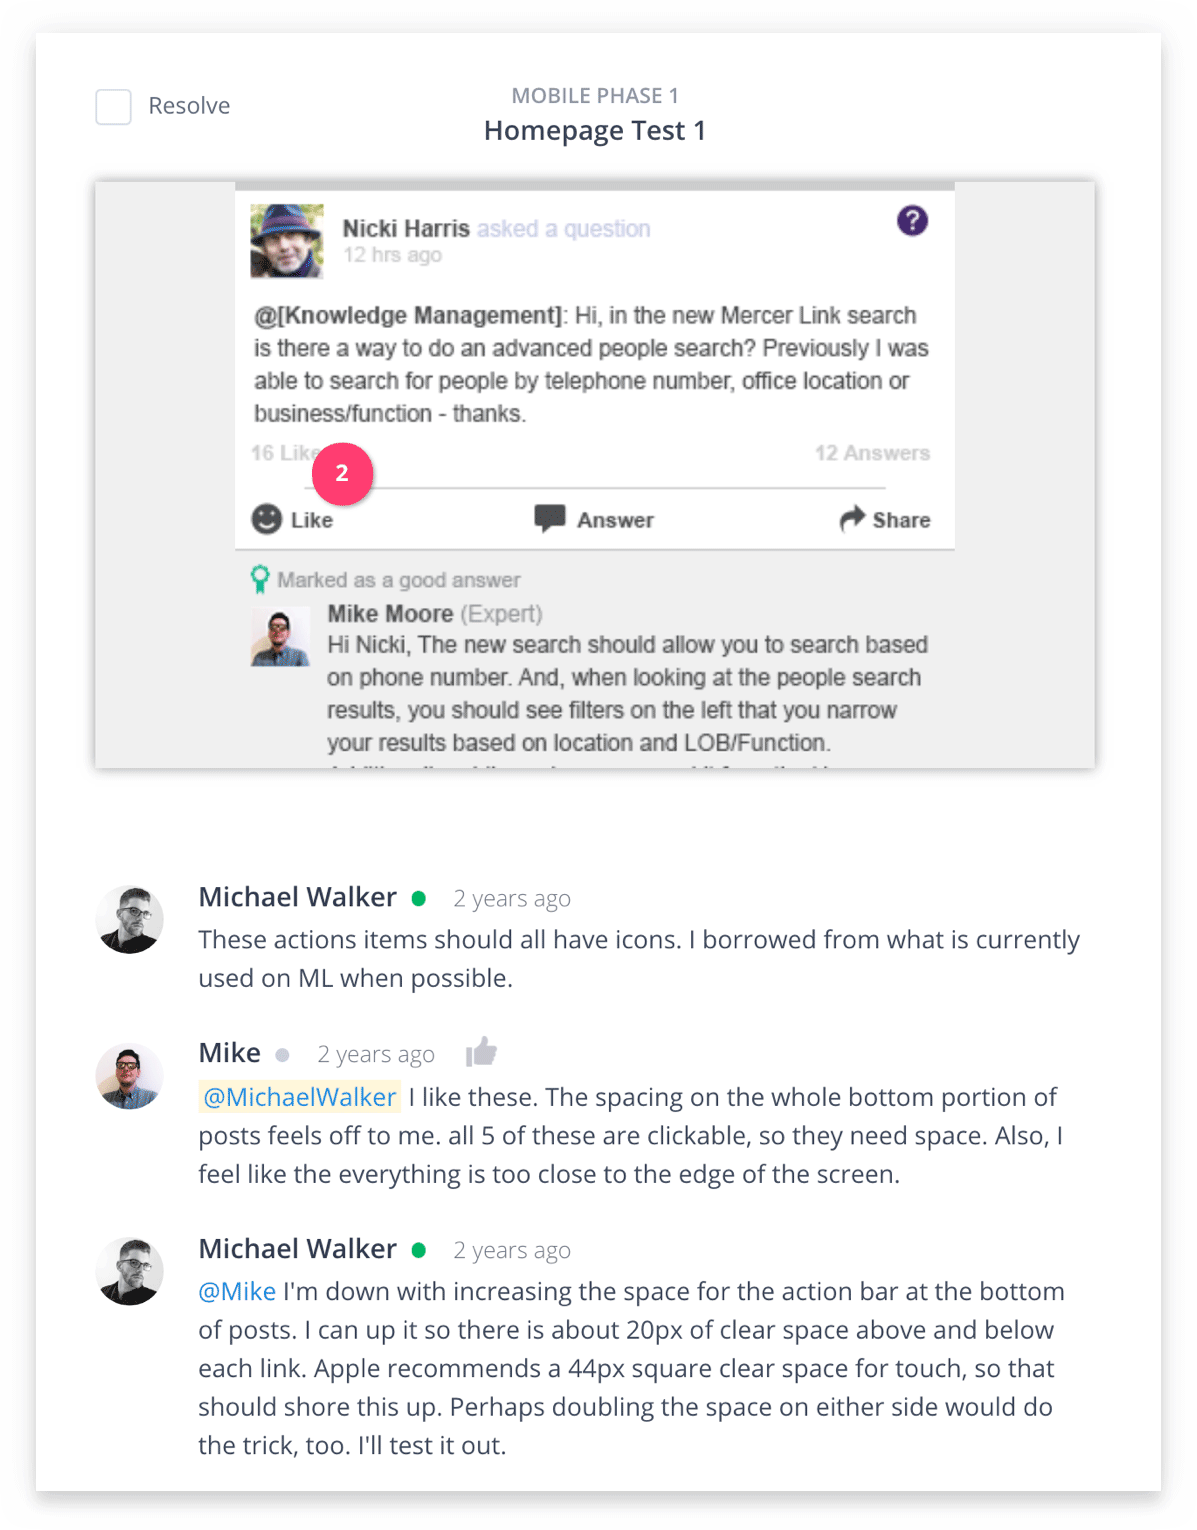 Resolve
MOBILE PHASE 1
Homepage Test 1
Nicki Harris asked a question
?
12 hrs ago
@[Knowledge Management]: Hi, in the new Mercer Link search
is there a way to do an advanced people search? Previously I was
able to search for people by telephone number, office location or
business/function - thanks.
16 Like
12 Answers
2
Like
Answer
Share
Marked as a good answer
Mike Moore (Expert)
Hi Nicki, The new search should allow you to search based
on phone number. And, when looking at the people search
results, you should see filters on the left that you narrow
your results based on location and LOB/Function.
Michael Walker 2 years ago
These actions items should all have icons. I borrowed from what is currently
used on ML when possible.
Mike 2 years ago
@MichaelWalker I like these. The spacing on the whole bottom portion of
posts feels off to me. all 5 of these are clickable, so they need space. Also, I
feel like the everything is too close to the edge of the screen.
Michael Walker 2 years ago
@Mike I'm down with increasing the space for the action bar at the bottom
of posts. I can up it so there is about 20px of clear space above and below
each link. Apple recommends a 44px square clear space for touch, so that
should shore this up. Perhaps doubling the space on either side would do
the trick, too. I'll test it out.